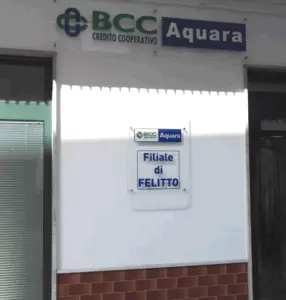 BCC Aquara
CREDITO COOPERATIVO
BCC Aquara
Filiale
di
FELITTO